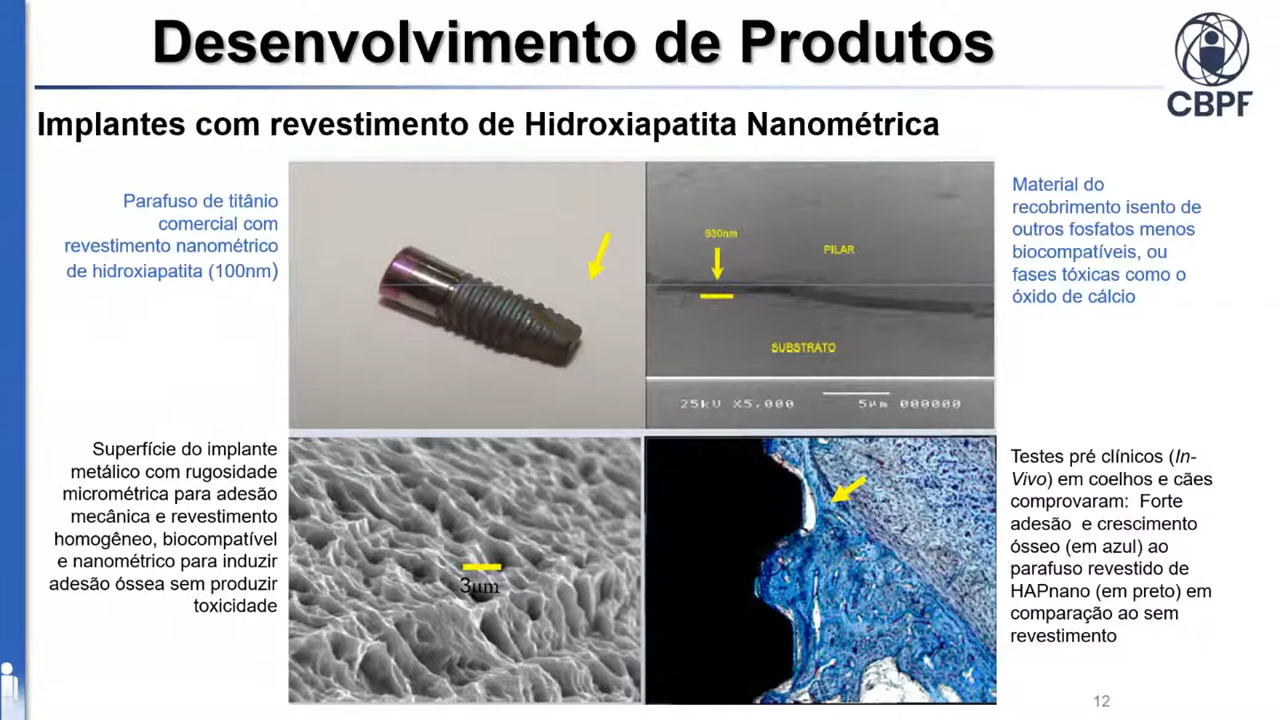 Desenvolvimento de Produtos
CBPF
Implantes com revestimento de Hidroxiapatita Nanométrica
Parafuso de titânio
comercial com
revestimento nanométrico
de hidroxiapatita (100nm)
930nm
PILAR
SUBSTRATO
25kU X5.000 5µm 000000
Material do
recobrimento isento de
outros fosfatos menos
biocompatíveis, ou
fases tóxicas como o
óxido de cálcio
Superfície do implante
metálico com rugosidade
micrométrica para adesão
mecânica e revestimento
homogêneo, biocompatível
e nanométrico para induzir
adesão óssea sem produzir
toxicidade
3µm
Testes pré clínicos (In-
Vivo) em coelhos e cães
comprovaram: Forte
adesão e crescimento
ósseo (em azul) ao
parafuso revestido de
HAPnano (em preto) em
comparação ao sem
revestimento
12